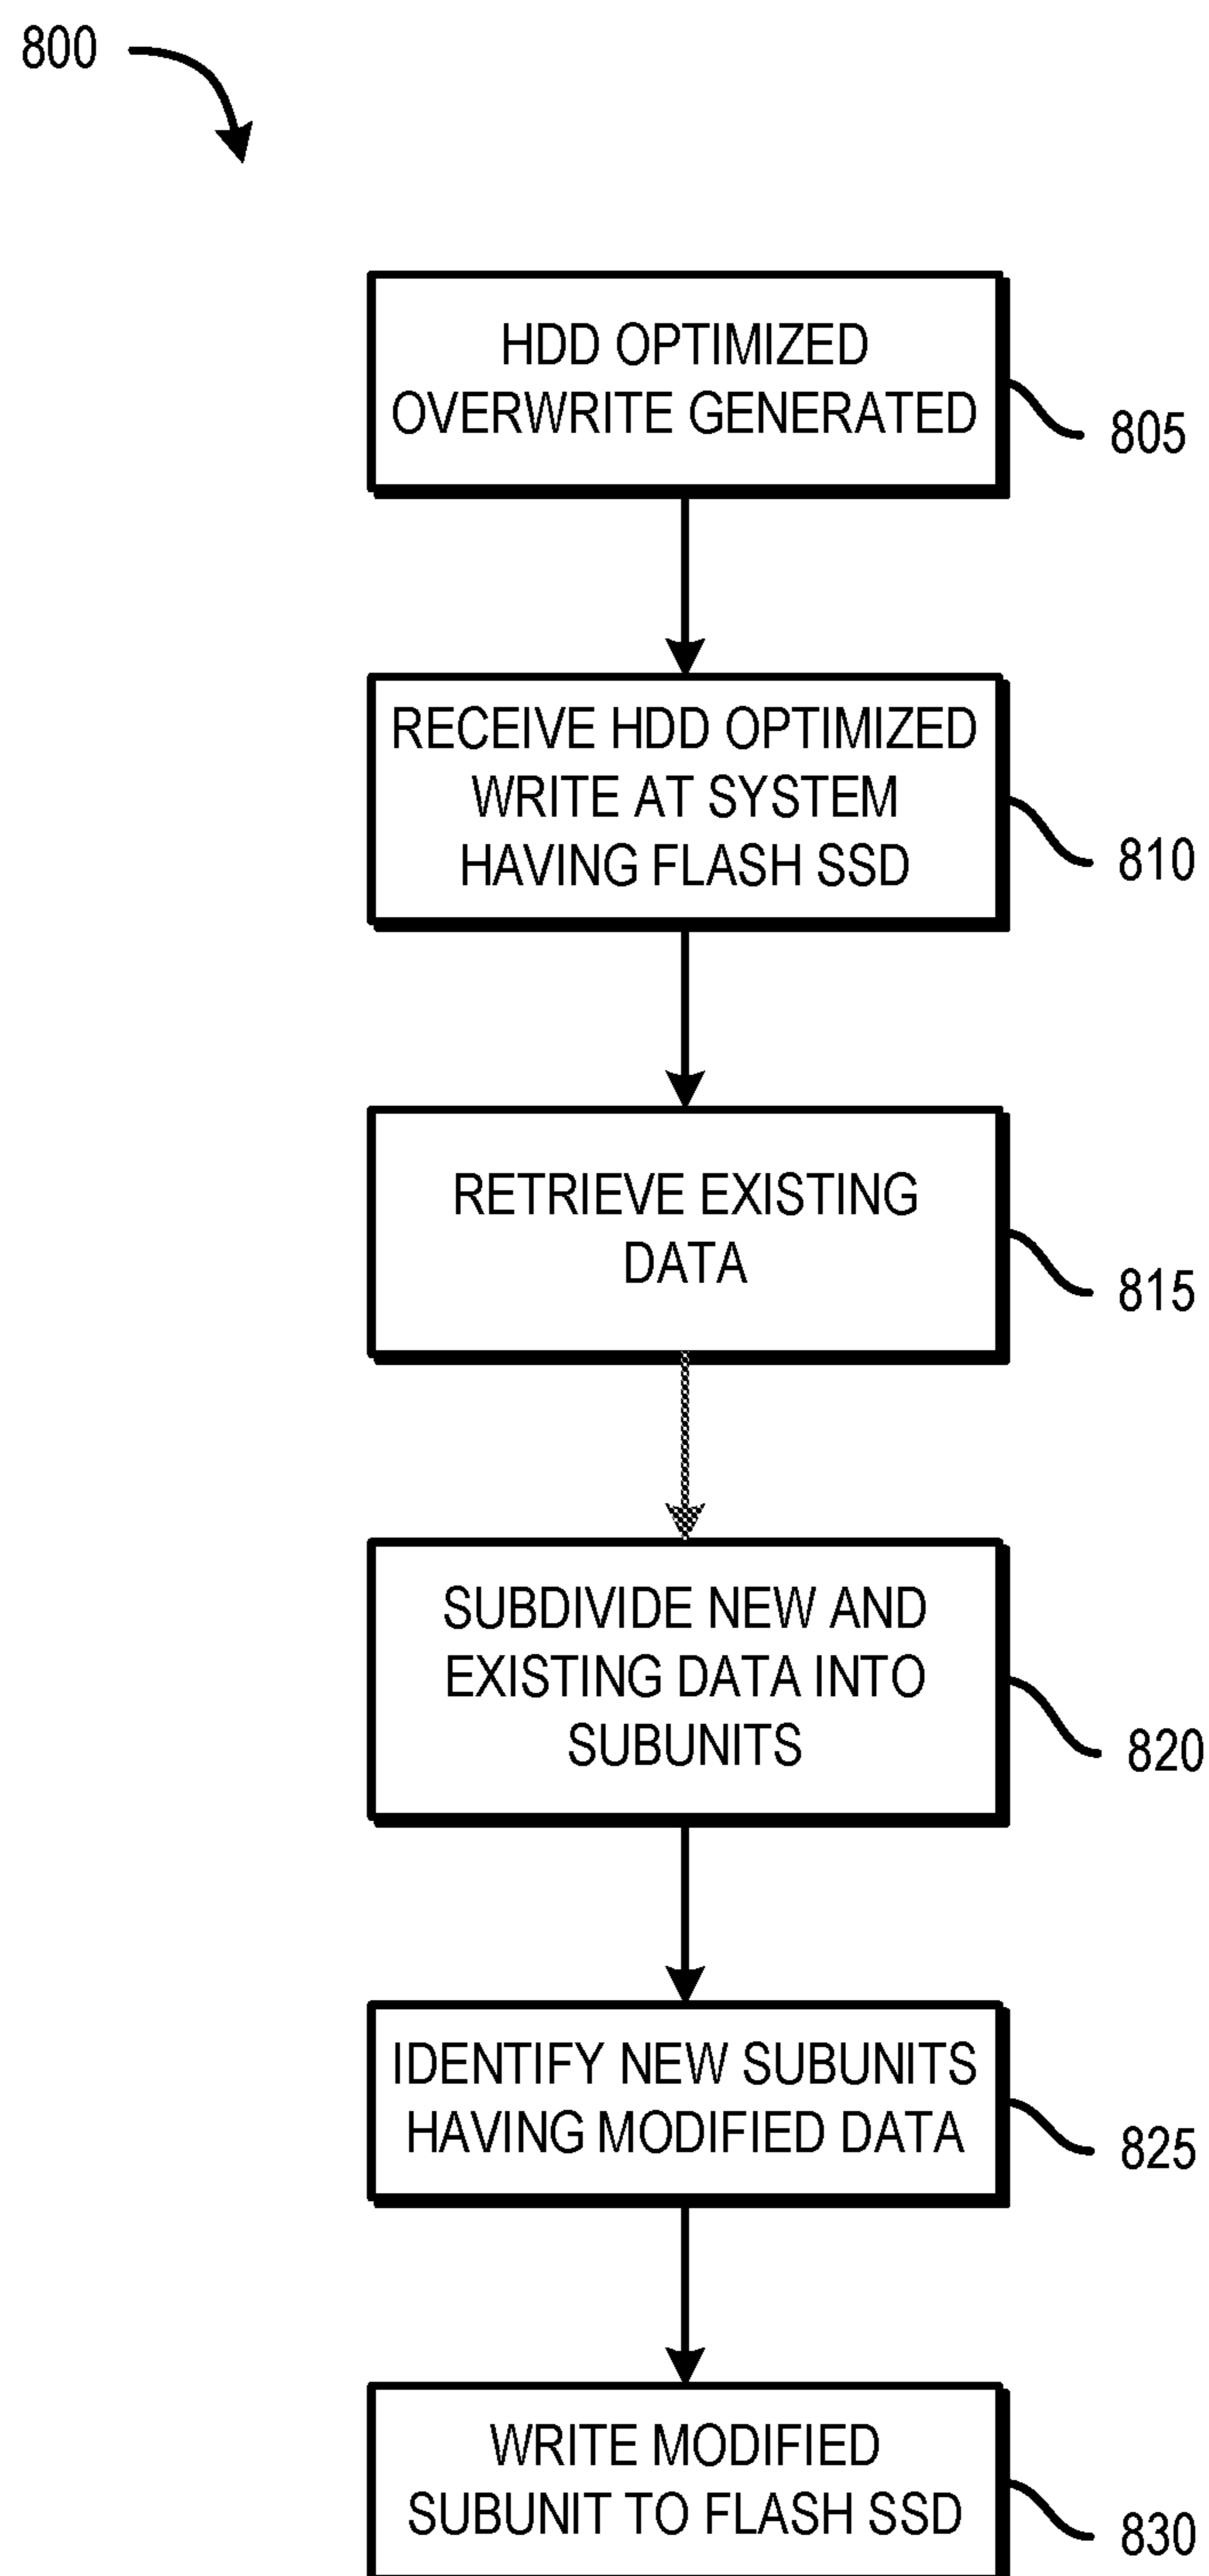 800
HDD OPTIMIZED
OVERWRITE GENERATED
805
RECEIVE HDD OPTIMIZED
WRITE AT SYSTEM
HAVING FLASH SSD
810
RETRIEVE EXISTING
DATA
815
SUBDIVIDE NEW AND
EXISTING DATA INTO
SUBUNITS
820
IDENTIFY NEW SUBUNITS
HAVING MODIFIED DATA
825
WRITE MODIFIED
SUBUNIT TO FLASH SSD
830